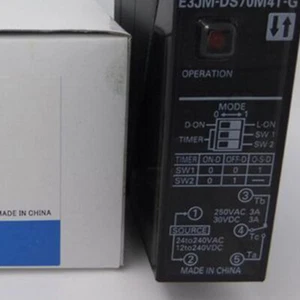 MADE IN CHINA
E3JM-DS70M4T-G
OPERATION
MODE
0 1
D-ON L-ON
TIMER SW 1
SW 2
TIMER ON-D OFF-D O-S-D
SW1 0 0 1
SW2 0 1
3 Tb
1 250VAC 3A
30VDC 3A
4 Tc
SOURCE
24to240VAC
12to240VDC
2 5 Ta
MADE IN CHINA